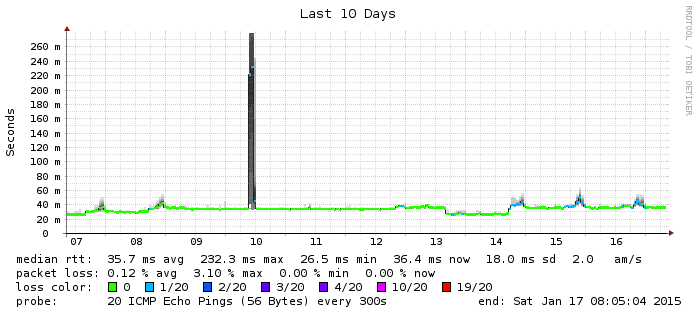 Last 10 Days
RRDTOOL / TOBI OETIKER
Seconds
260 m
240 m
220 m
200 m
180 m
160 m
140 m
120 m
100 m
80 m
60 m
40 m
20 m
0
07 08 09 10 11 12 13 14 15 16
median rtt: 35.7 ms avg 232.3 ms max 26.5 ms min 36.4 ms now 18.0 ms sd 2.0 am/s
packet loss: 0.12 % avg 3.10 % max 0.00 % min 0.00 % now
loss color: 0 1/20 2/20 3/20 4/20 10/20 19/20
probe: 20 ICMP Echo Pings (56 Bytes) every 300s end: Sat Jan 17 08:05:04 2015